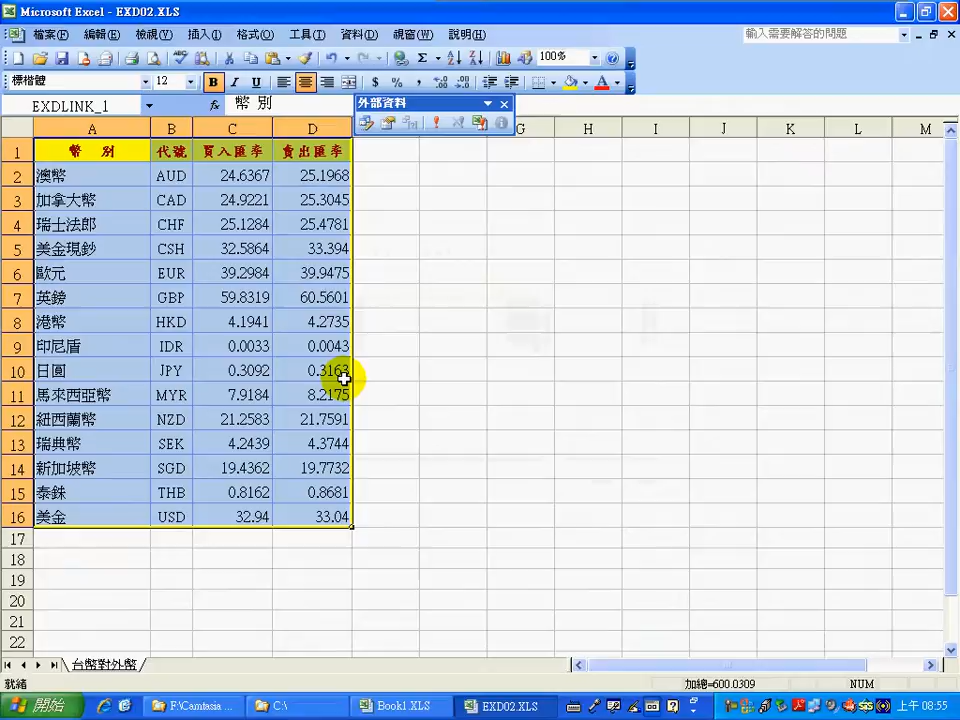 Microsoft Excel - EXD02.XLS
檔案(F) 編輯(E) 檢視(V) 插入(I) 格式(O) 工具(T) 資料(D) 視窗(W) 說明(H) 輸入需要解答的問題
100%
標楷體 12 B I U $ %
EXDLINK_1 fx 幣 別
外部資料
A B C D G H I J K L M
1 幣 別 代號 買入匯率 賣出匯率
2 澳幣 AUD 24.6367 25.1968
3 加拿大幣 CAD 24.9221 25.3045
4 瑞士法郎 CHF 25.1284 25.4781
5 美金現鈔 CSH 32.5864 33.394
6 歐元 EUR 39.2984 39.9475
7 英鎊 GBP 59.8319 60.5601
8 港幣 HKD 4.1941 4.2735
9 印尼盾 IDR 0.0033 0.0043
10 日圓 JPY 0.3092 0.3163
11 馬來西亞幣 MYR 7.9184 8.2175
12 紐西蘭幣 NZD 21.2583 21.7591
13 瑞典幣 SEK 4.2439 4.3744
14 新加坡幣 SGD 19.4362 19.7732
15 泰銖 THB 0.8162 0.8681
16 美金 USD 32.94 33.04
17
18
19
20
21
22
台幣對外幣
就緒 加總=600.0309 NUM
開始 F:\Camtasia ... C:\ Book1.XLS EXD02.XLS 上午 08:55